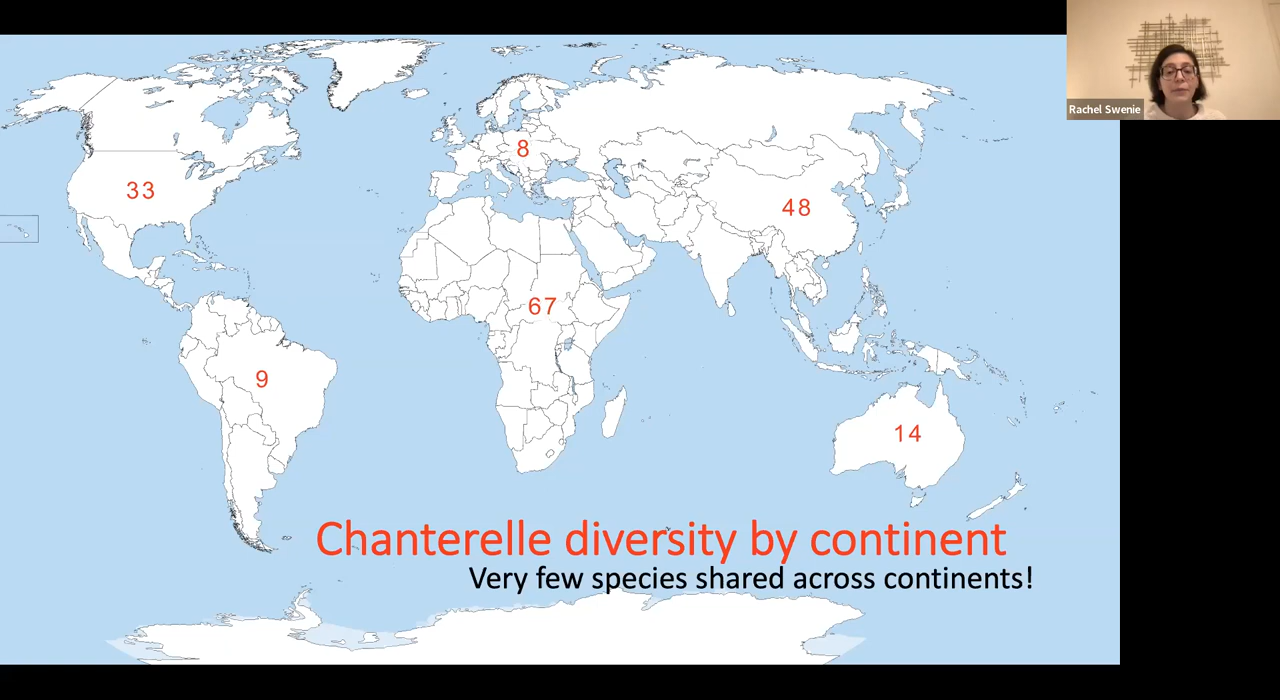 Rachel Swenie
8
33
48
67
9
14
Chanterelle diversity by continent
Very few species shared across continents!